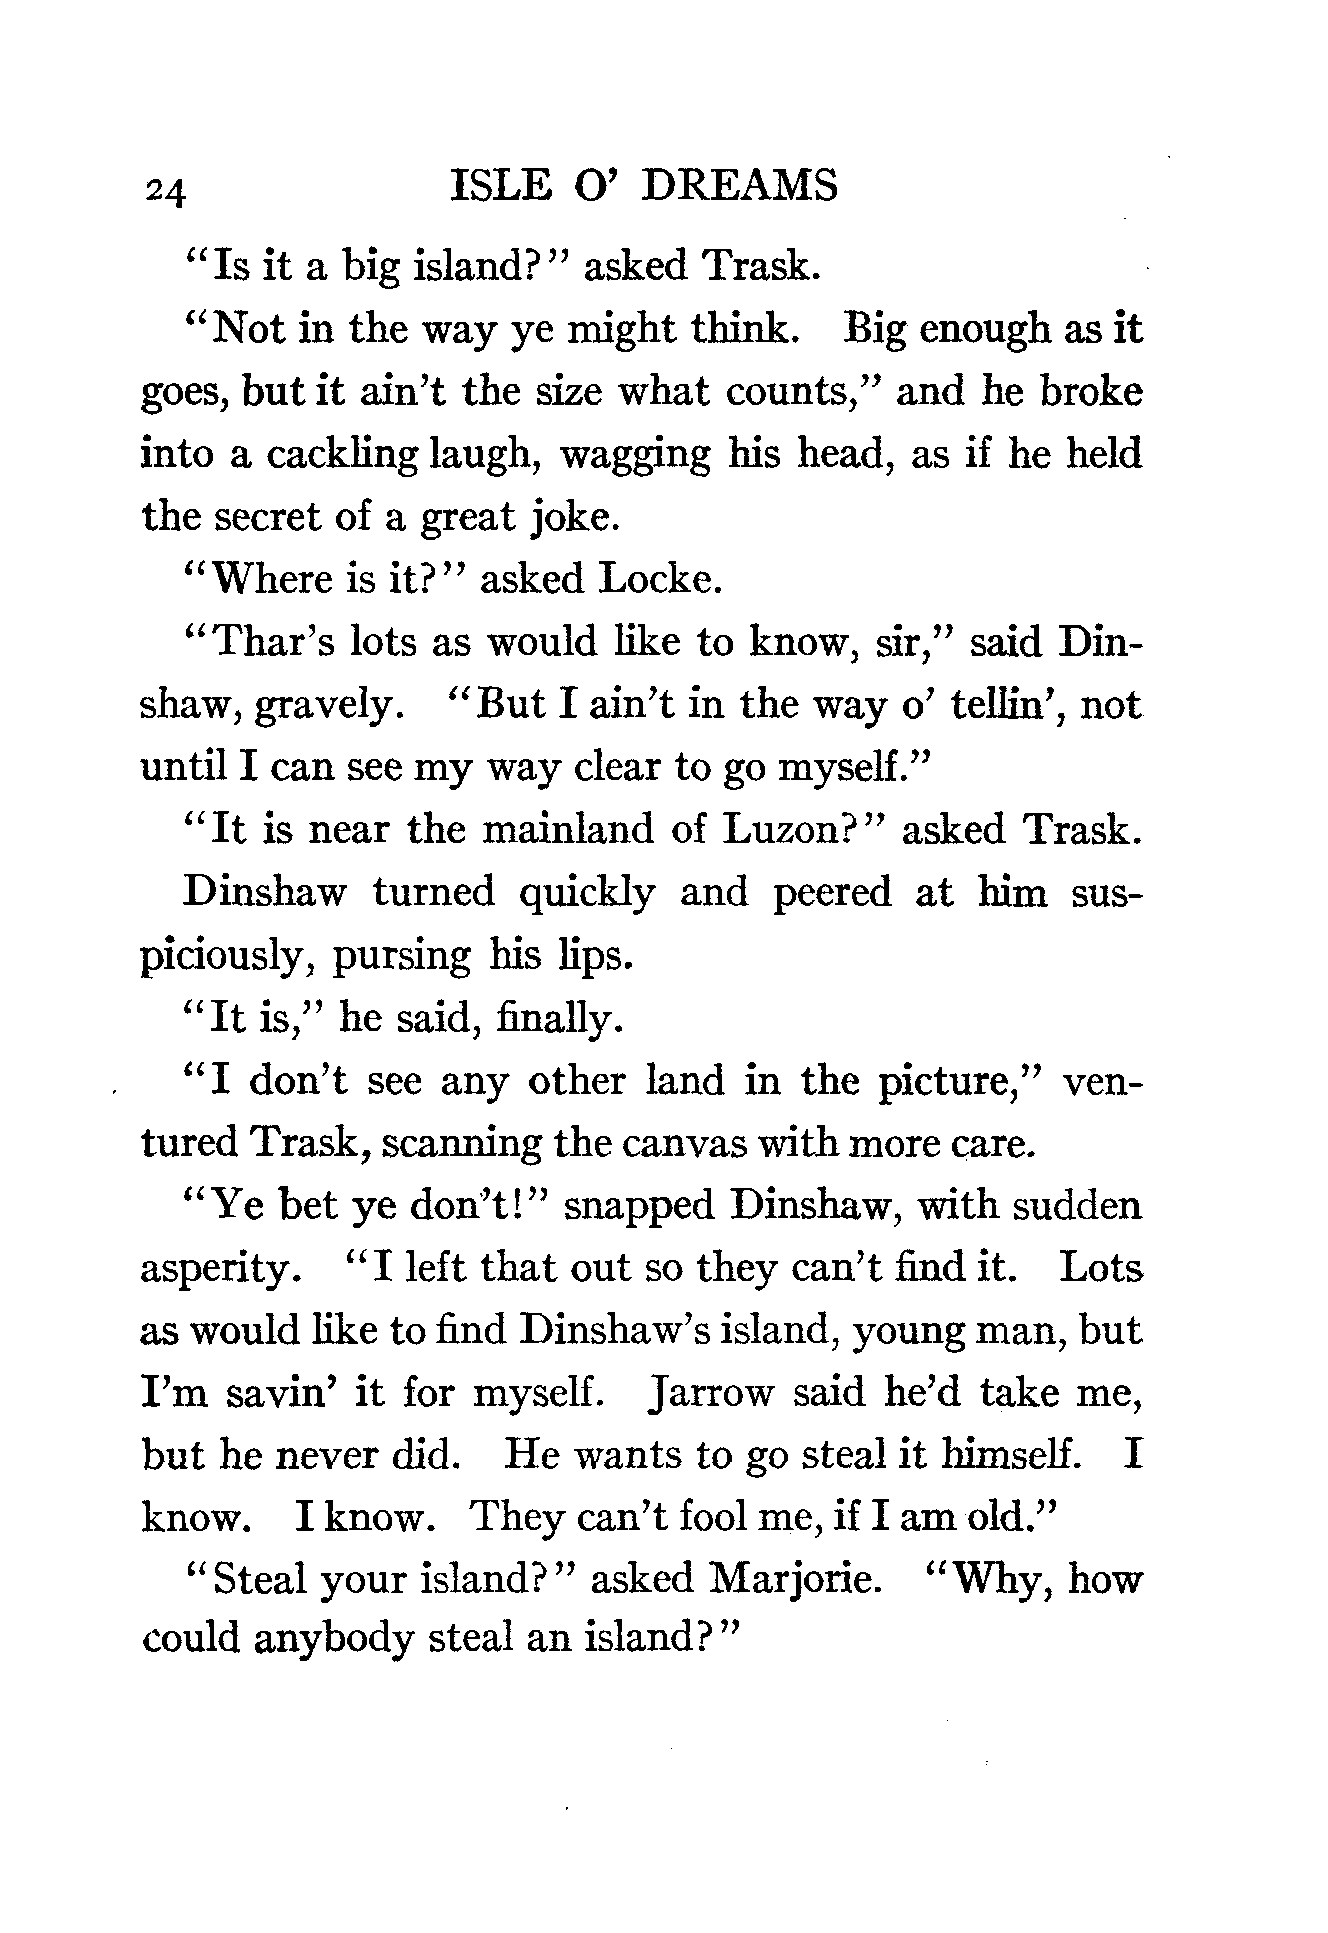 24 ISLE O’ DREAMS
“Is it a big island?” asked Trask.
“Not in the way ye might think. Big enough as it
goes, but it ain’t the size what counts,” and he broke
into a cackling laugh, wagging his head, as if he held
the secret of a great joke.
“Where is it?” asked Locke.
“Thar’s lots as would like to know, sir,” said Din-
shaw, gravely. “But I ain’t in the way o’ tellin’, not
until I can see my way clear to go myself.”
“It is near the mainland of Luzon?” asked Trask.
Dinshaw turned quickly and peered at him sus-
piciously, pursing his lips.
“It is,” he said, finally.
“I don’t see any other land in the picture,” ven-
tured Trask, scanning the canvas with more care.
“Ye bet ye don’t!” snapped Dinshaw, with sudden
asperity. “I left that out so they can’t find it. Lots
as would like to find Dinshaw’s island, young man, but
I’m savin’ it for myself. Jarrow said he’d take me,
but he never did. He wants to go steal it himself. I
know. I know. They can’t fool me, if I am old.”
“Steal your island?” asked Marjorie. “Why, how
could anybody steal an island?”